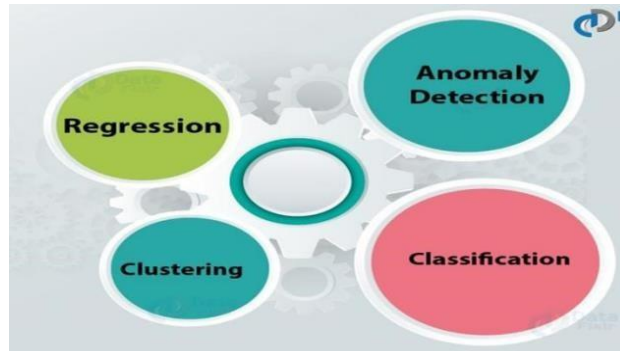 Regression
Anomaly
Detection
Clustering
Classification